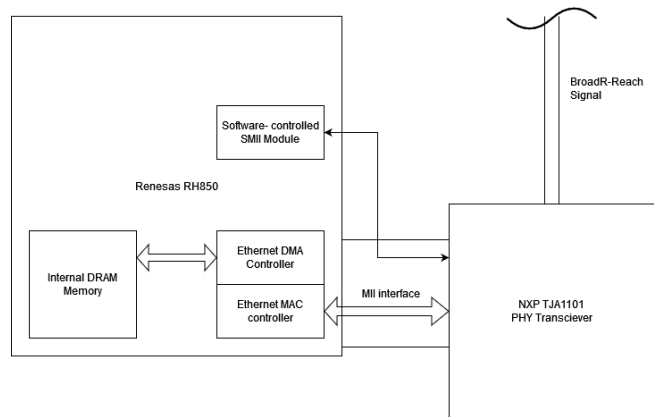 BroadR-Reach
Signal
Software- controlled
SMII Module
Renesas RH850
Internal DRAM
Memory
Ethernet DMA
Controller
Ethernet MAC
controller
MII interface
NXP TJA1101
PHY Transciever